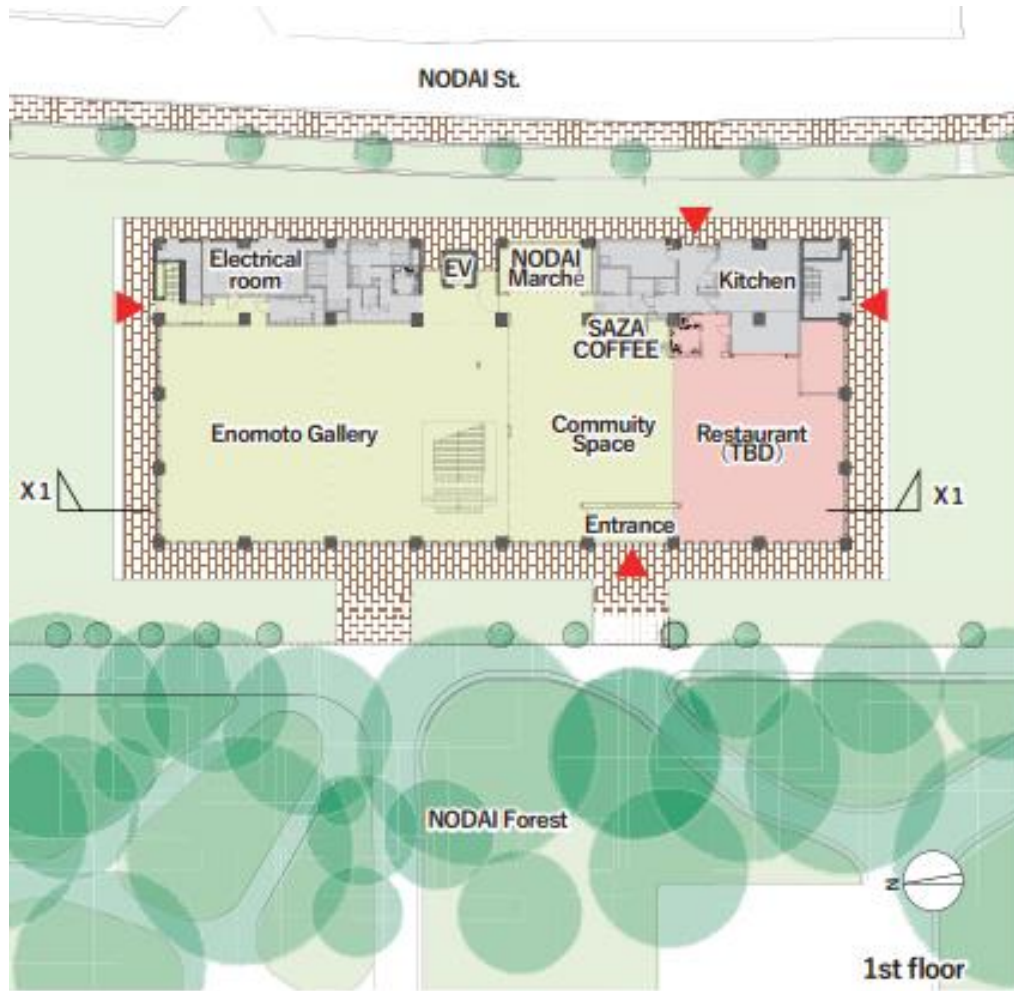 NODAI St.
Electrical
room
EV
NODAI
Marché
Kitchen
SAZA
COFFEE
Enomoto Gallery
Commuity
Space
Restaurant
(TBD)
X1
X1
Entrance
NODAI Forest
N
1st floor